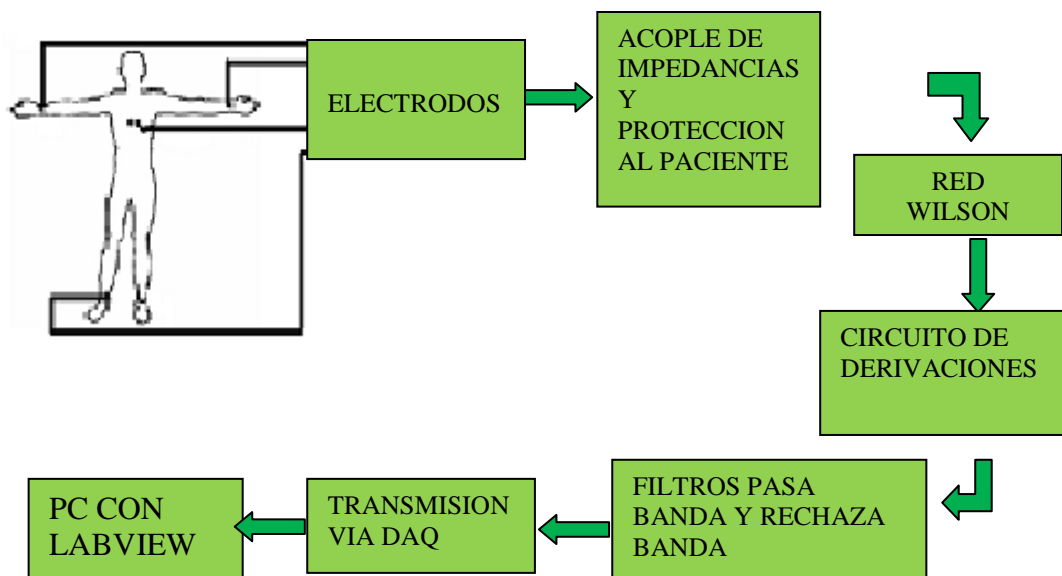 ELECTRODOS
ACOPLE DE
IMPEDANCIAS
Y
PROTECCION
AL PACIENTE
RED
WILSON
CIRCUITO DE
DERIVACIONES
FILTROS PASA
BANDA Y RECHAZA
BANDA
TRANSMISION
VIA DAQ
PC CON
LABVIEW